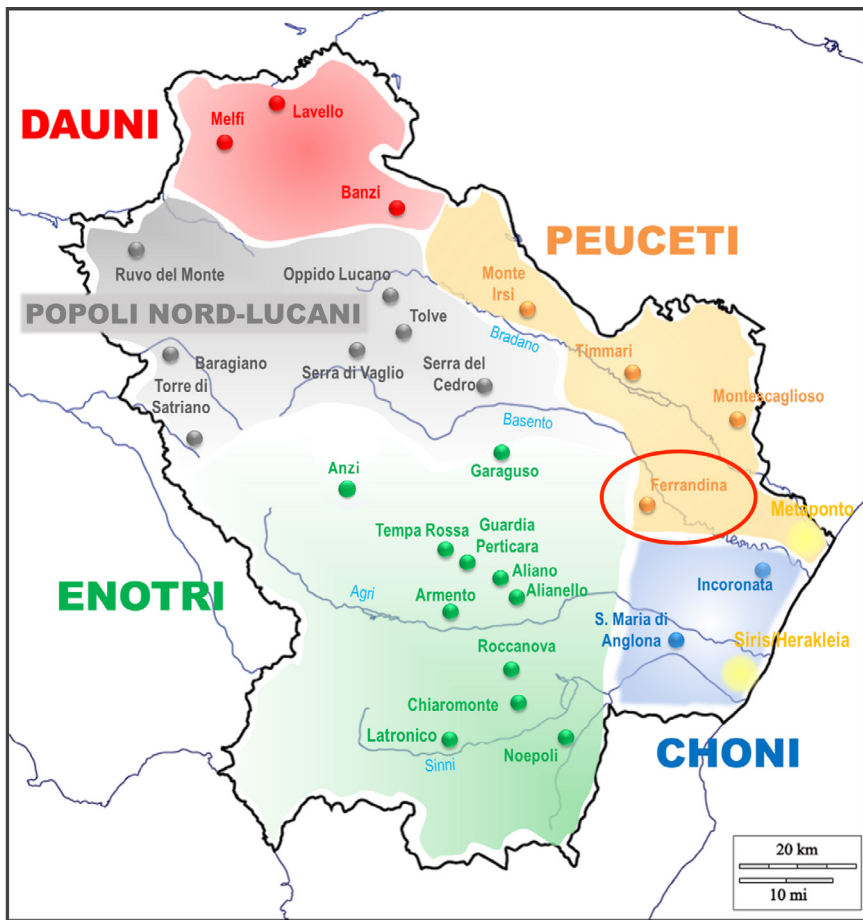 DAUNI
Melfi
Lavello
Banzi
PEUCETI
Ruvo del Monte
Oppido Lucano
Monte
Irsi
POPOLI NORD-LUCANI
Tolve
Bradano
Timmari
Baragiano
Serra di Vaglio
Serra del
Cedro
Torre di
Satriano
Montescaglioso
Basento
Garaguso
Anzi
Ferrandina
Metaponto
Tempa Rossa
Guardia
Perticara
Aliano
Incoronata
ENOTRI
Agri
Armento
Alianello
S. Maria di
Anglona
Siris/Herakleia
Roccanova
Chiaromonte
Latronico
Noepoli
CHONI
Sinni
20 km
10 mi